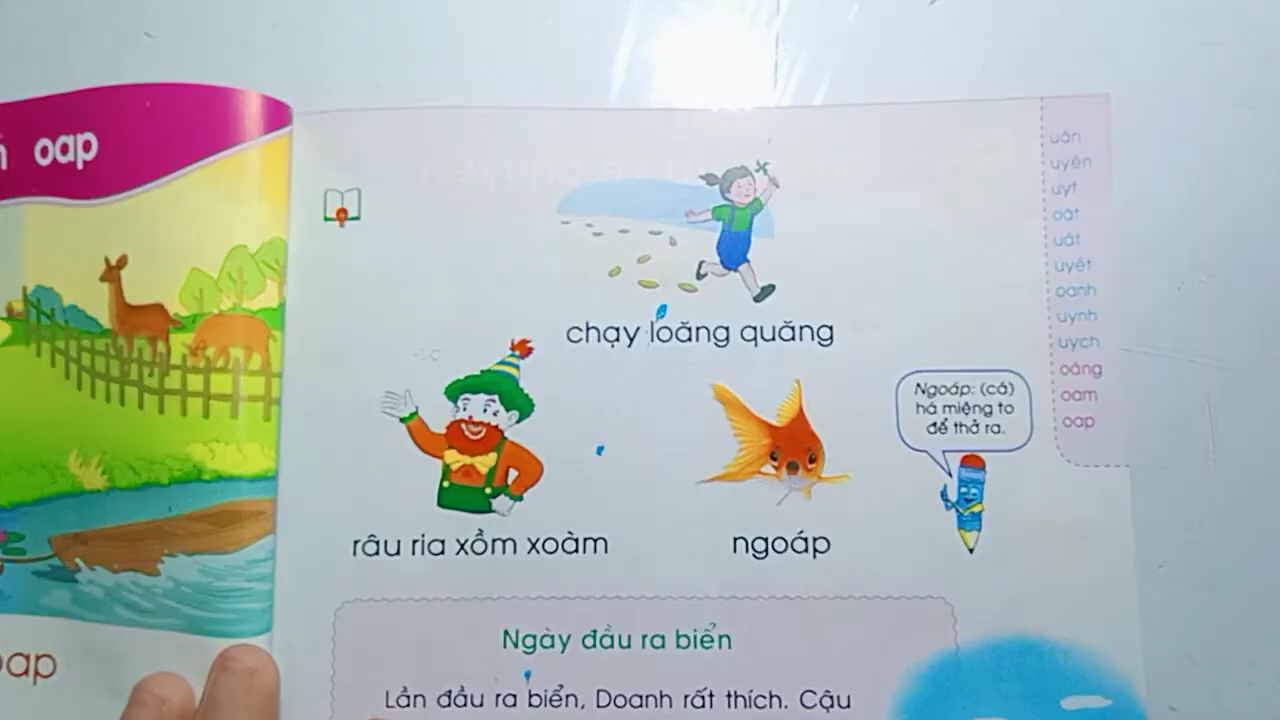 oap
oap
chạy loăng quăng
râu ria xồm xoàm
ngoáp
Ngoáp: (cá)
há miệng to
để thở ra.
Ngày đầu ra biển
Lần đầu ra biển, Doanh rất thích. Cậu
uân
uyên
uyt
oăt
uât
uyêt
oanh
uynh
uych
oăng
oam
oap